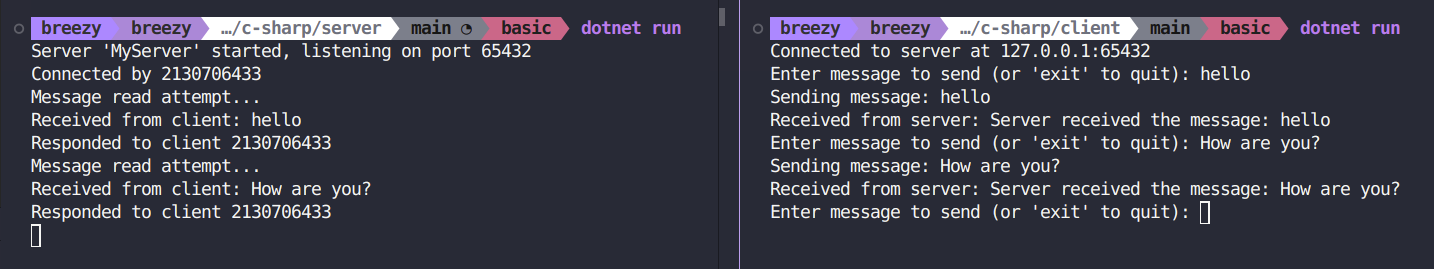 breezy breezy …/c-sharp/server main basic dotnet run
Server 'MyServer' started, listening on port 65432
Connected by 2130706433
Message read attempt...
Received from client: hello
Responded to client 2130706433
Message read attempt...
Received from client: How are you?
Responded to client 2130706433
breezy breezy …/c-sharp/client main basic dotnet run
Connected to server at 127.0.0.1:65432
Enter message to send (or 'exit' to quit): hello
Sending message: hello
Received from server: Server received the message: hello
Enter message to send (or 'exit' to quit): How are you?
Sending message: How are you?
Received from server: Server received the message: How are you?
Enter message to send (or 'exit' to quit):